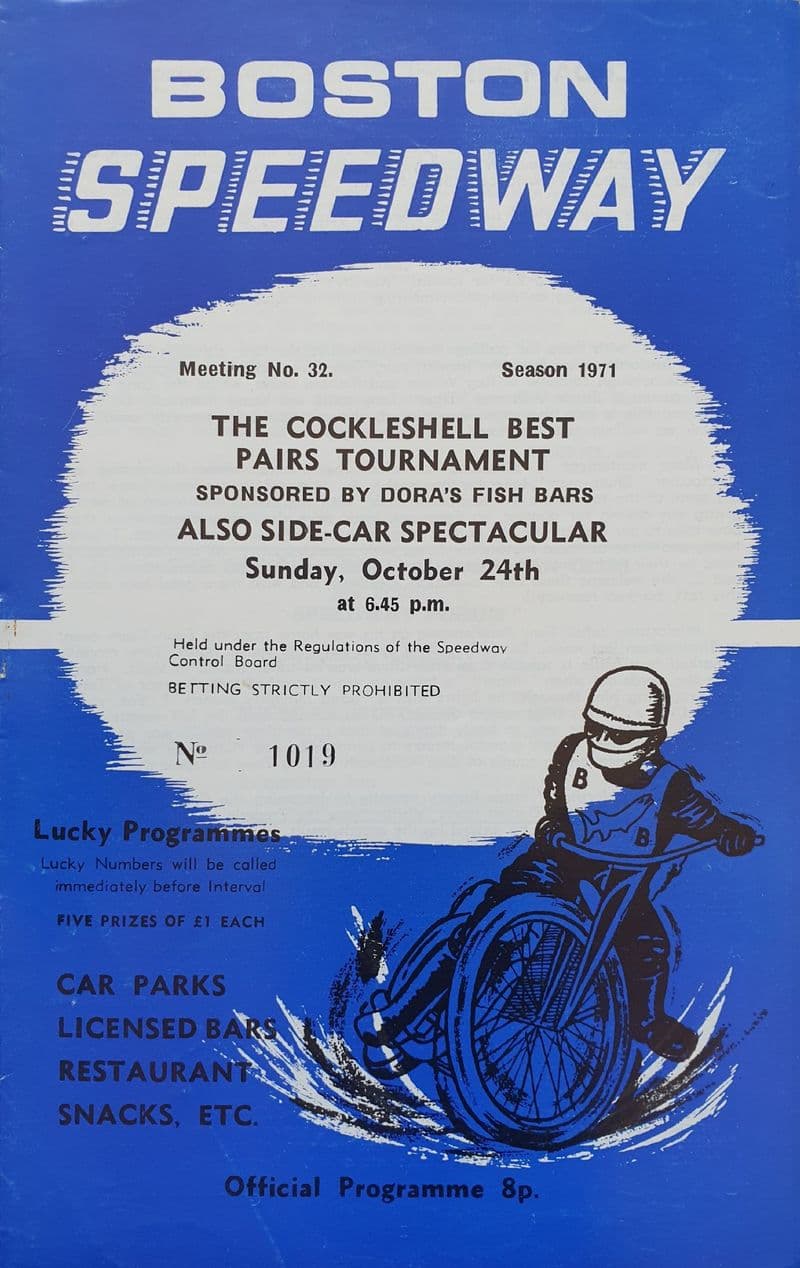 BOSTON
SPEEDWAY
Meeting No. 32. Season 1971
THE COCKLESHELL BEST
PAIRS TOURNAMENT
SPONSORED BY DORA'S FISH BARS
ALSO SIDE-CAR SPECTACULAR
Sunday, October 24th
at 6.45 p.m.
Held under the Regulations of the Speedway
Control Board
BETTING STRICTLY PROHIBITED
Nº 1019
B
B
Lucky Programmes
Lucky Numbers will be called
immediately before Interval
FIVE PRIZES OF £1 EACH
CAR PARKS
LICENSED BARS
RESTAURANT
SNACKS, ETC.
Official Programme 8p.